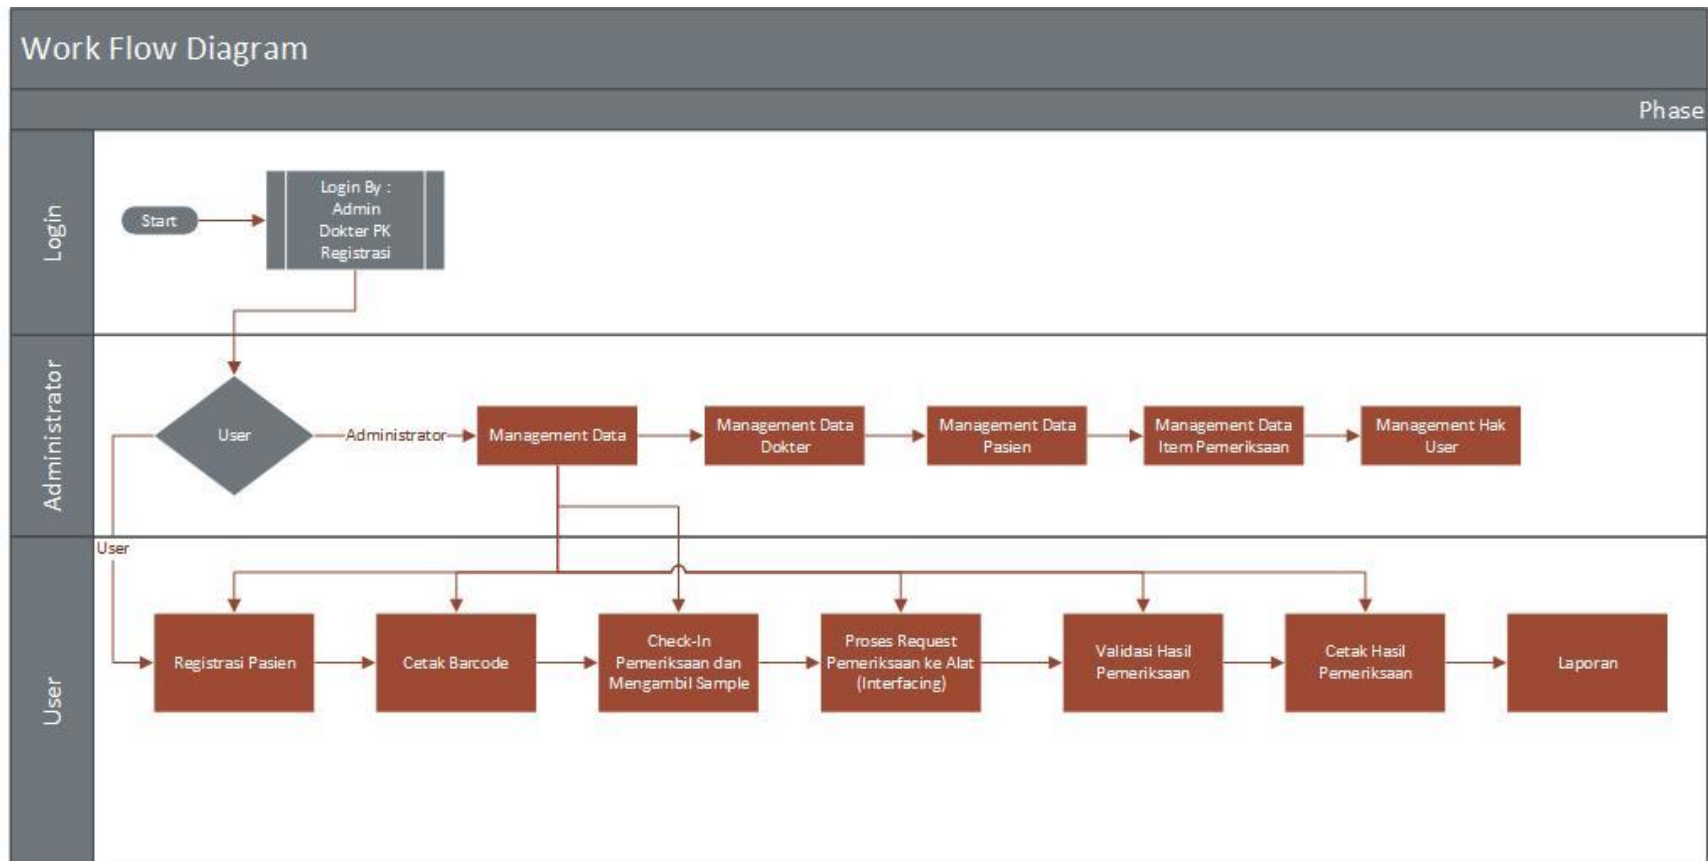 Work Flow Diagram
Phase
Login
Start
Login By :
Admin
Dokter PK
Registrasi
Administrator
User
Administrator
Management Data
Management Data
Dokter
Management Data
Pasien
Management Data
Item Pemeriksaan
Management Hak
User
User
User
Registrasi Pasien
Cetak Barcode
Check-In
Pemeriksaan dan
Mengambil Sample
Proses Request
Pemeriksaan ke Alat
(Interfacing)
Validasi Hasil
Pemeriksaan
Cetak Hasil
Pemeriksaan
Laporan